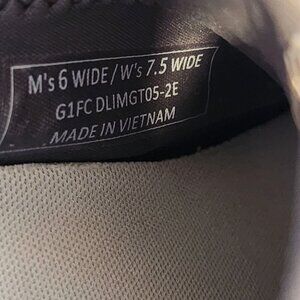 M's 6 WIDE / W's 7.5 WIDE
G1FC DLIMGT05-2E
MADE IN VIETNAM